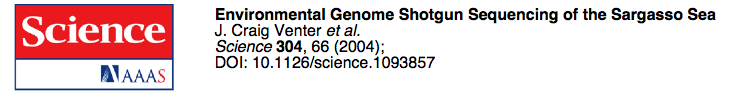 Science
AAAS
Environmental Genome Shotgun Sequencing of the Sargasso Sea
J. Craig Venter et al.
Science 304, 66 (2004);
DOI: 10.1126/science.1093857